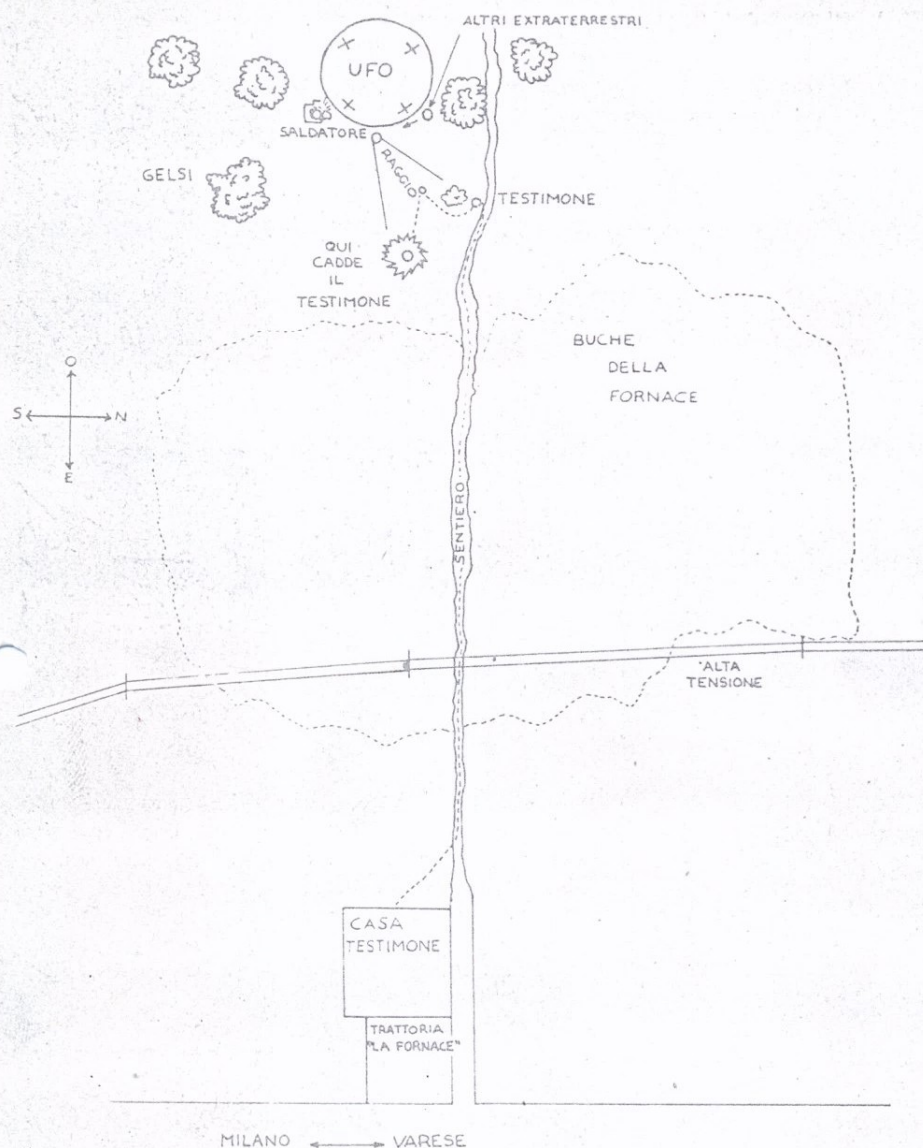 ALTRI EXTRATERRESTRI
UFO
SALDATORE
RAGGIO
GELSI
TESTIMONE
QUI
CADDE
IL
TESTIMONE
BUCHE
DELLA
FORNACE
O
S N
E
SENTIERO
ALTA
TENSIONE
CASA
TESTIMONE
TRATTORIA
"LA FORNACE"
MILANO VARESE